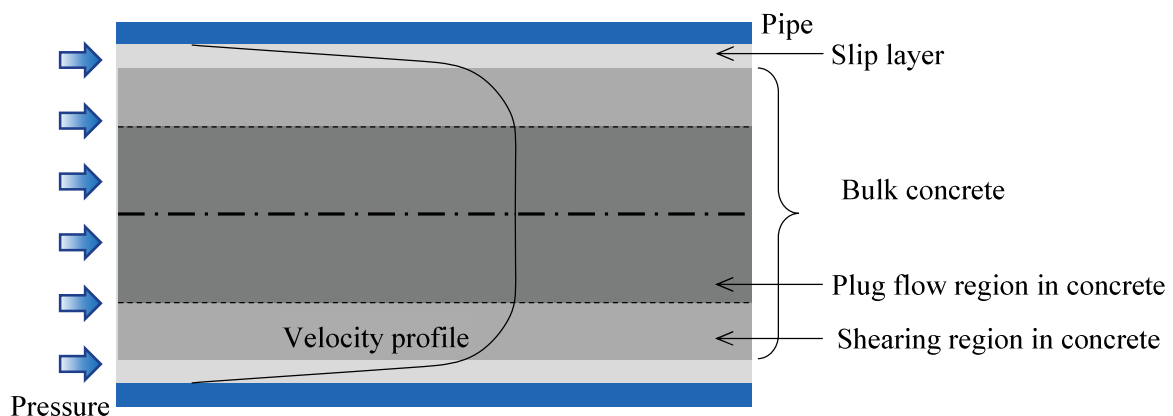 Pipe
Slip layer
Bulk concrete
Plug flow region in concrete
Velocity profile
Shearing region in concrete
Pressure